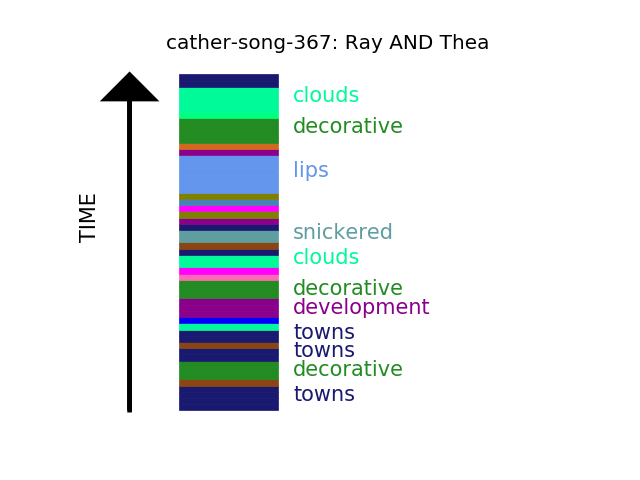 cather-song-367: Ray AND Thea
clouds
decorative
lips
snickered
clouds
decorative
development
towns
towns
decorative
towns
TIME